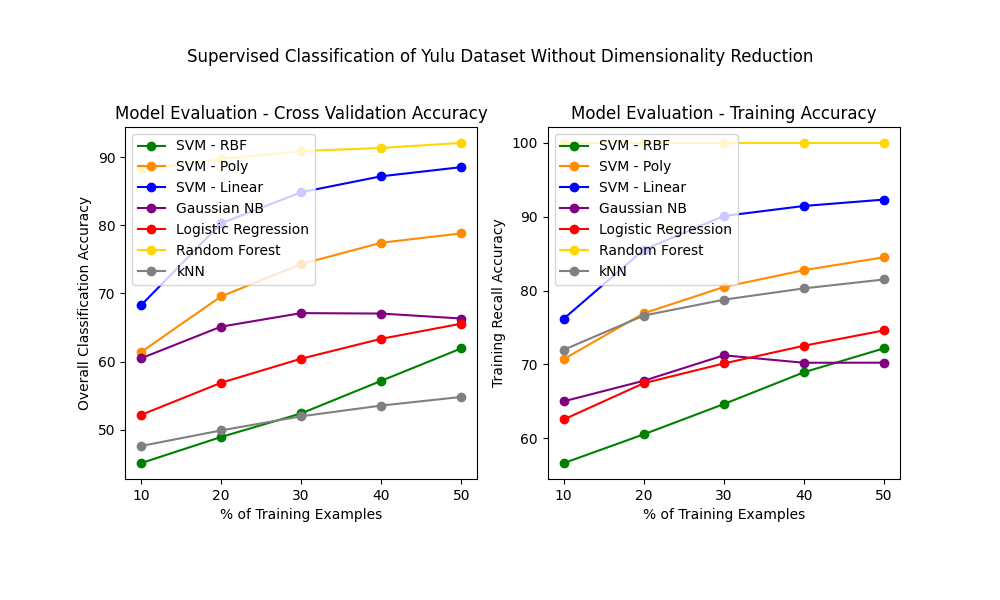 Supervised Classification of Yulu Dataset Without Dimensionality Reduction
Model Evaluation - Cross Validation Accuracy
Overall Classification Accuracy
90
80
70
60
50
SVM - RBF
SVM - Poly
SVM - Linear
Gaussian NB
Logistic Regression
Random Forest
kNN
10 20 30 40 50
% of Training Examples
Model Evaluation - Training Accuracy
Training Recall Accuracy
100
90
80
70
60
SVM - RBF
SVM - Poly
SVM - Linear
Gaussian NB
Logistic Regression
Random Forest
kNN
10 20 30 40 50
% of Training Examples